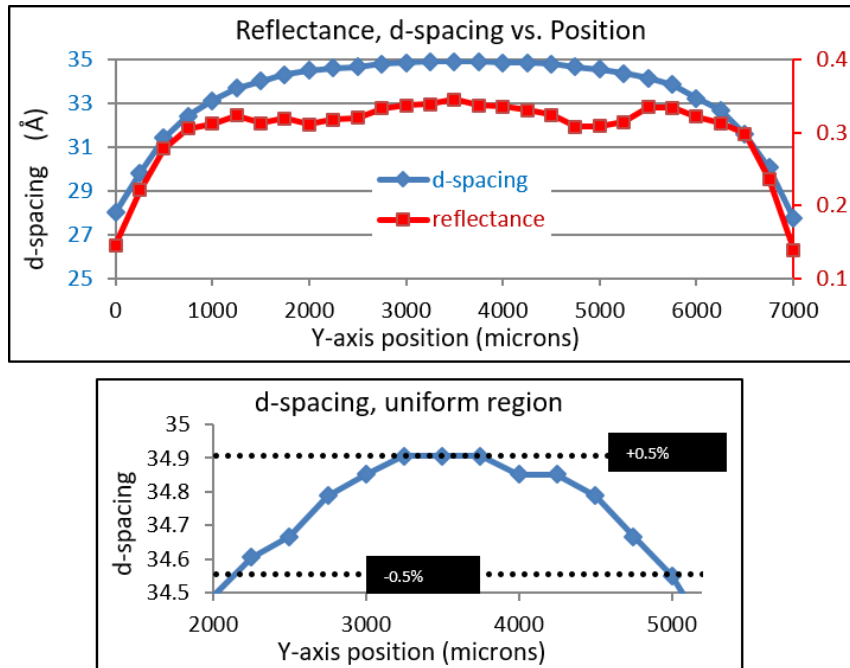 Reflectance, d-spacing vs. Position
35 0.4
33 0.3
31
29 0.2
27
25 0.1
d-spacing (Å)
d-spacing
reflectance
0 1000 2000 3000 4000 5000 6000 7000
Y-axis position (microns)
d-spacing, uniform region
35
34.9
34.8
34.7
34.6
34.5
d-spacing
+0.5%
-0.5%
2000 3000 4000 5000
Y-axis position (microns)